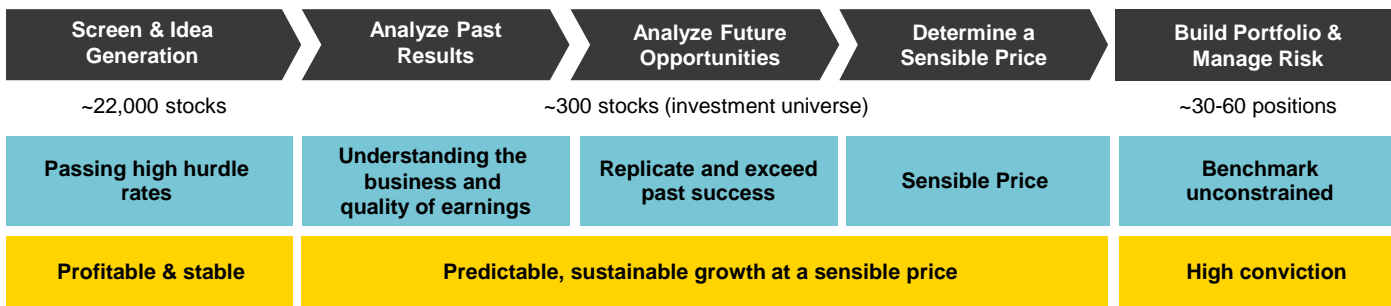 Screen & Idea
Generation
Analyze Past
Results
Analyze Future
Opportunities
Determine a
Sensible Price
Build Portfolio &
Manage Risk
~22,000 stocks
~300 stocks (investment universe)
~30-60 positions
Passing high hurdle
rates
Understanding the
business and
quality of earnings
Replicate and exceed
past success
Sensible Price
Benchmark
unconstrained
Profitable & stable
Predictable, sustainable growth at a sensible price
High conviction